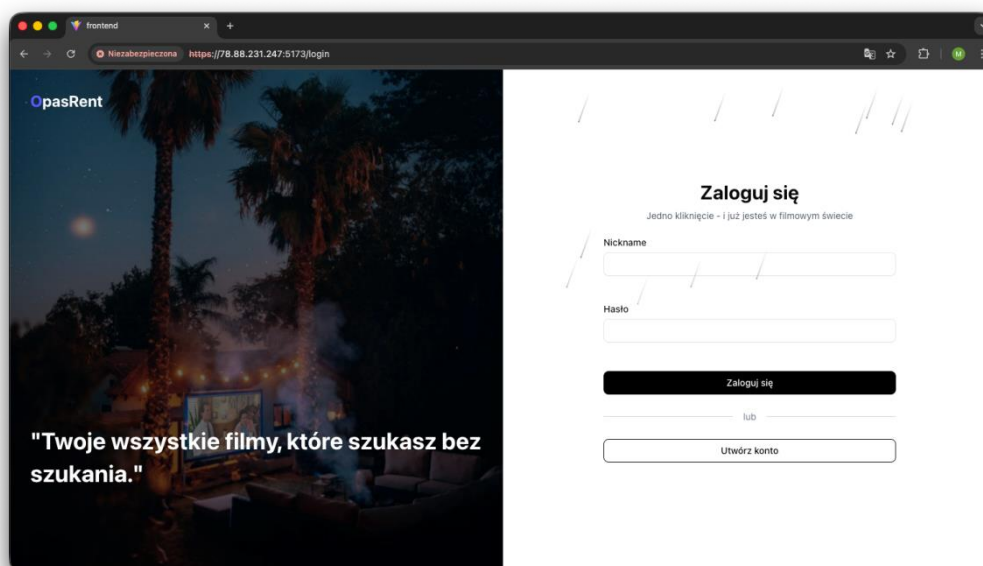 frontend
Niezabezpieczona https://78.88.231.247:5173/login
M
OpasRent
"Twoje wszystkie filmy, które szukasz bez
szukania."
Zaloguj się
Jedno kliknięcie - i już jesteś w filmowym świecie
Nickname
Hasło
Zaloguj się
lub
Utwórz konto